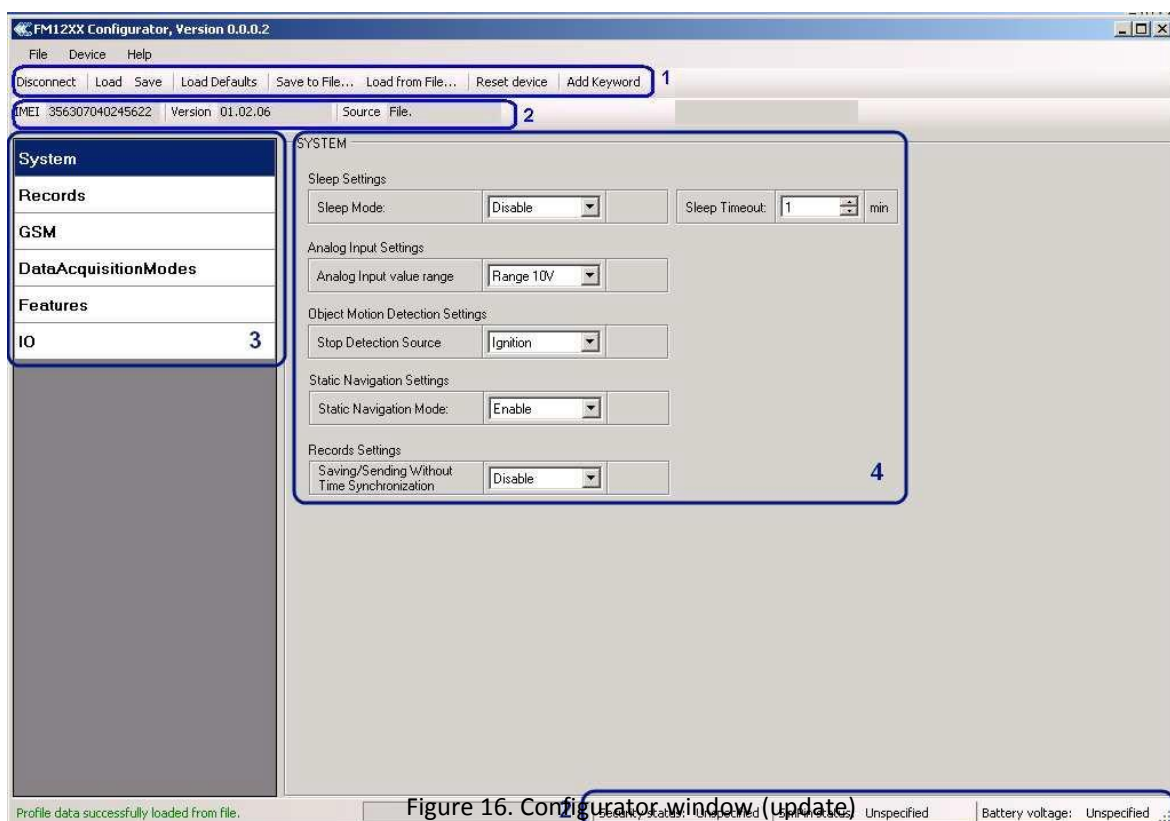 FM12XX Configurator, Version 0.0.0.2
File Device Help
Disconnect Load Save Load Defaults Save to File... Load from File... Reset device Add Keyword 1
IMEI 356307040245622 Version 01.02.06 Source File. 2
System
Records
GSM
DataAcquisitionModes
Features
IO 3
SYSTEM
Sleep Settings
Sleep Mode: Disable Sleep Timeout: 1 min
Analog Input Settings
Analog Input value range Range 10V
Object Motion Detection Settings
Stop Detection Source Ignition
Static Navigation Settings
Static Navigation Mode: Enable
Records Settings
Saving/Sending Without
Time Synchronization Disable
4
Profile data successfully loaded from file. 2 Security status: Unspecified status: Unspecified Battery voltage: Unspecified
Figure 16. Configurator window (update)